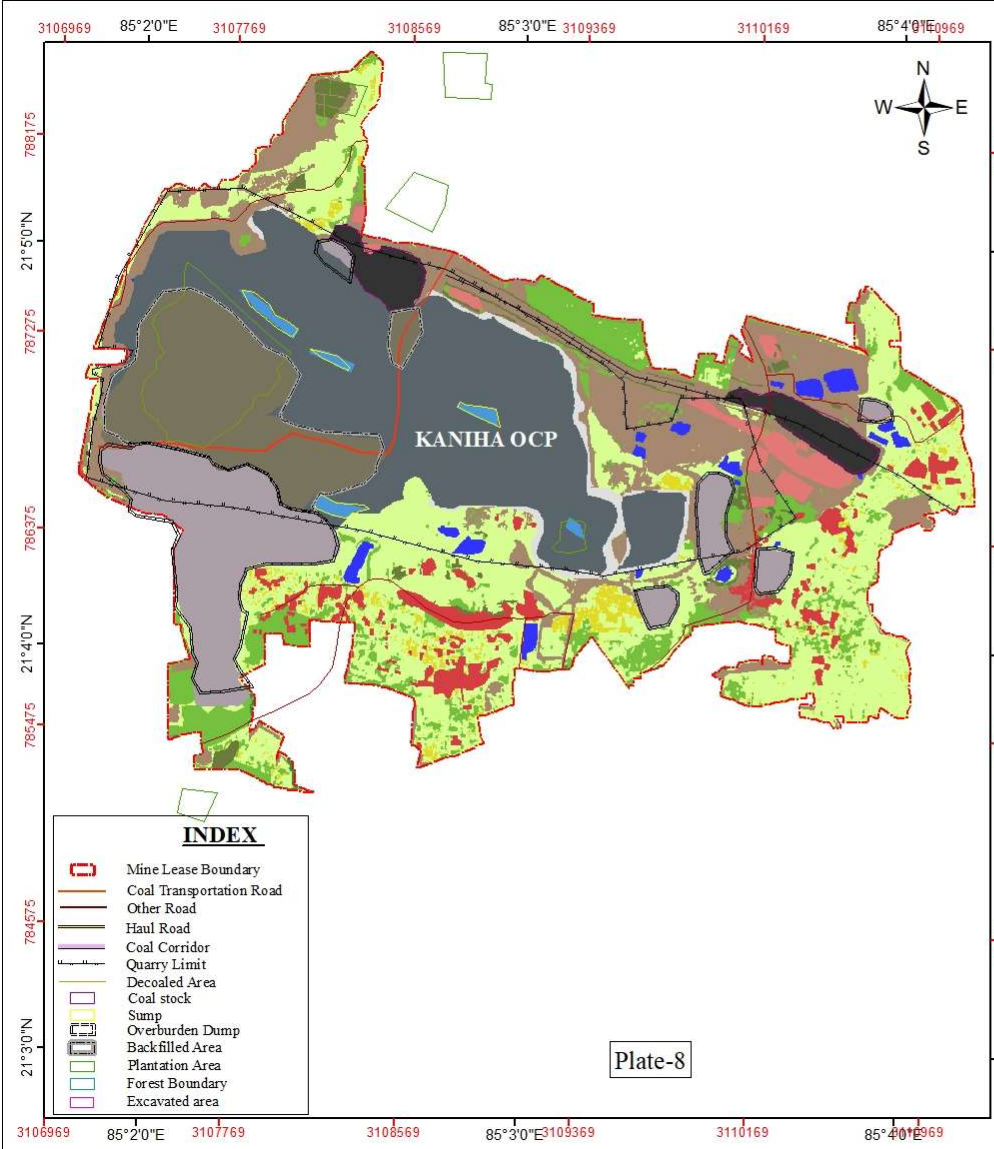 3106969 85°2'0"E 3107769 3108569 85°3'0"E 3109369 3110169 85°4'0"E 3110969
N
W E
S
788175
21°5'0"N
787275
KANIHA OCP
786375
21°4'0"N
785475
784575
21°3'0"N
INDEX
Mine Lease Boundary
Coal Transportation Road
Other Road
Haul Road
Coal Corridor
Quarry Limit
Decoaled Area
Coal stock
Sump
Overburden Dump
Backfilled Area
Plantation Area
Forest Boundary
Excavated area
Plate-8
3106969 85°2'0"E 3107769 3108569 85°3'0"E 3109369 3110169 85°4'0"E